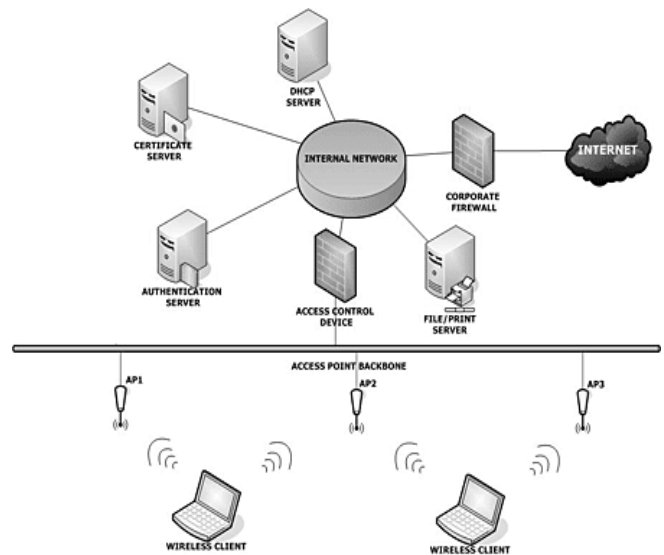 DHCP
SERVER
CERTIFICATE
SERVER
INTERNAL NETWORK
INTERNET
CORPORATE
FIREWALL
AUTHENTICATION
SERVER
ACCESS CONTROL
DEVICE
FILE/PRINT
SERVER
ACCESS POINT BACKBONE
AP1
AP2
AP3
WIRELESS CLIENT
WIRELESS CLIENT